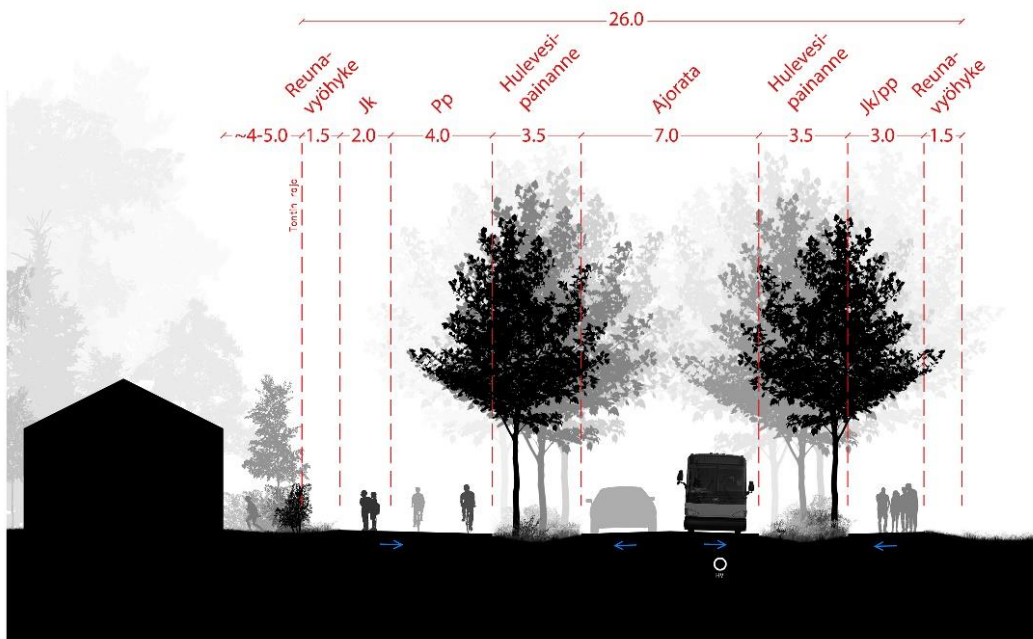 26.0
Reuna-
vyöhyke
Jk
Pp
Hulevesi-
painanne
Ajorata
Hulevesi-
painanne
Jk/pp
Reuna-
vyöhyke
~4-5.0
1.5
2.0
4.0
3.5
7.0
3.5
3.0
1.5
Tontin raja
HV